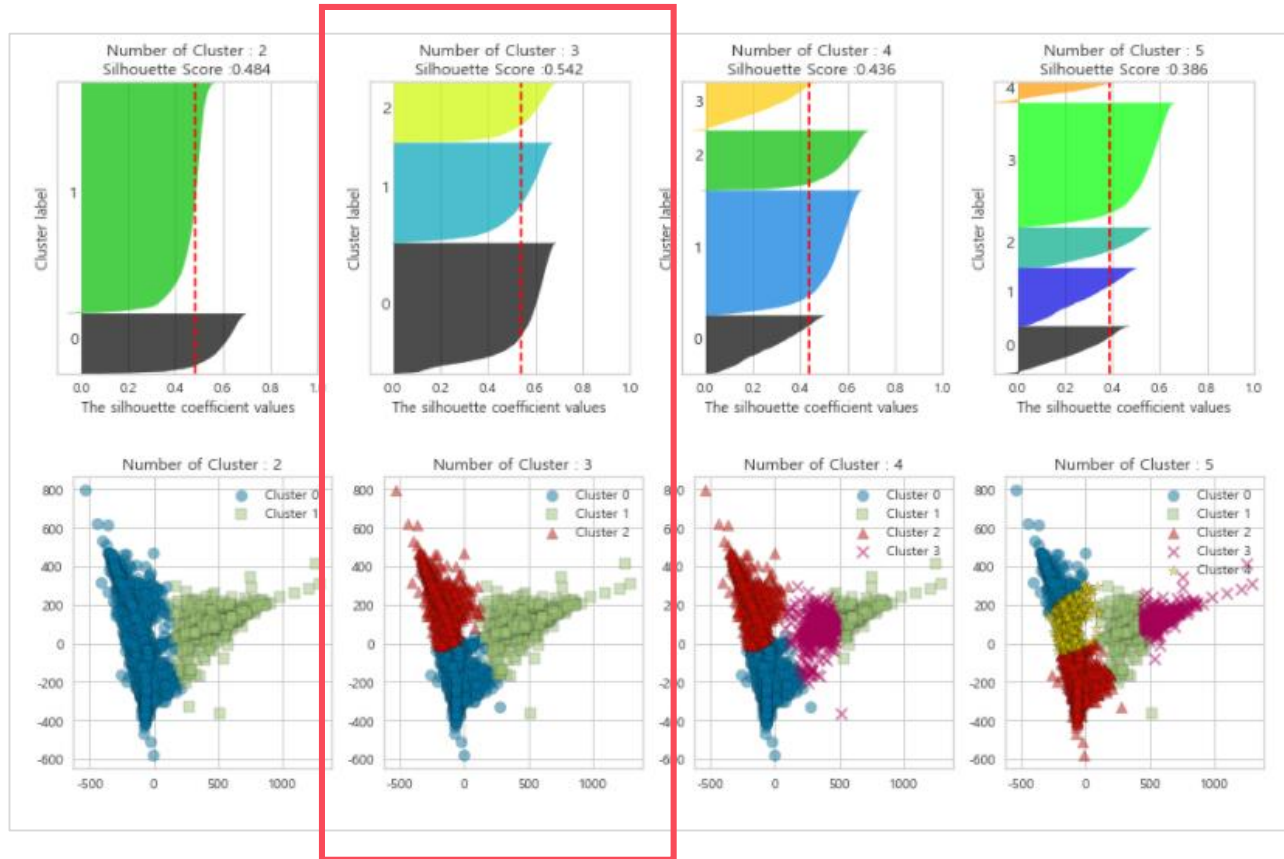 Number of Cluster : 2
Silhouette Score :0.484
Cluster label
1
0
0.0 0.2 0.4 0.6 0.8 1.0
The silhouette coefficient values
Number of Cluster : 3
Silhouette Score :0.542
Cluster label
2
1
0
0.0 0.2 0.4 0.6 0.8 1.0
The silhouette coefficient values
Number of Cluster : 4
Silhouette Score :0.436
Cluster label
3
2
1
0
0.0 0.2 0.4 0.6 0.8 1.0
The silhouette coefficient values
Number of Cluster : 5
Silhouette Score :0.386
Cluster label
4
3
2
1
0
0.0 0.2 0.4 0.6 0.8 1.0
The silhouette coefficient values
Number of Cluster : 2
Cluster 0
Cluster 1
800
600
400
200
0
-200
-400
-600
-500 0 500 1000
Number of Cluster : 3
Cluster 0
Cluster 1
Cluster 2
800
600
400
200
0
-200
-400
-600
-500 0 500 1000
Number of Cluster : 4
Cluster 0
Cluster 1
Cluster 2
Cluster 3
800
600
400
200
0
-200
-400
-600
-500 0 500 1000
Number of Cluster : 5
Cluster 0
Cluster 1
Cluster 2
Cluster 3
Cluster 4
800
600
400
200
0
-200
-400
-600
-500 0 500 1000